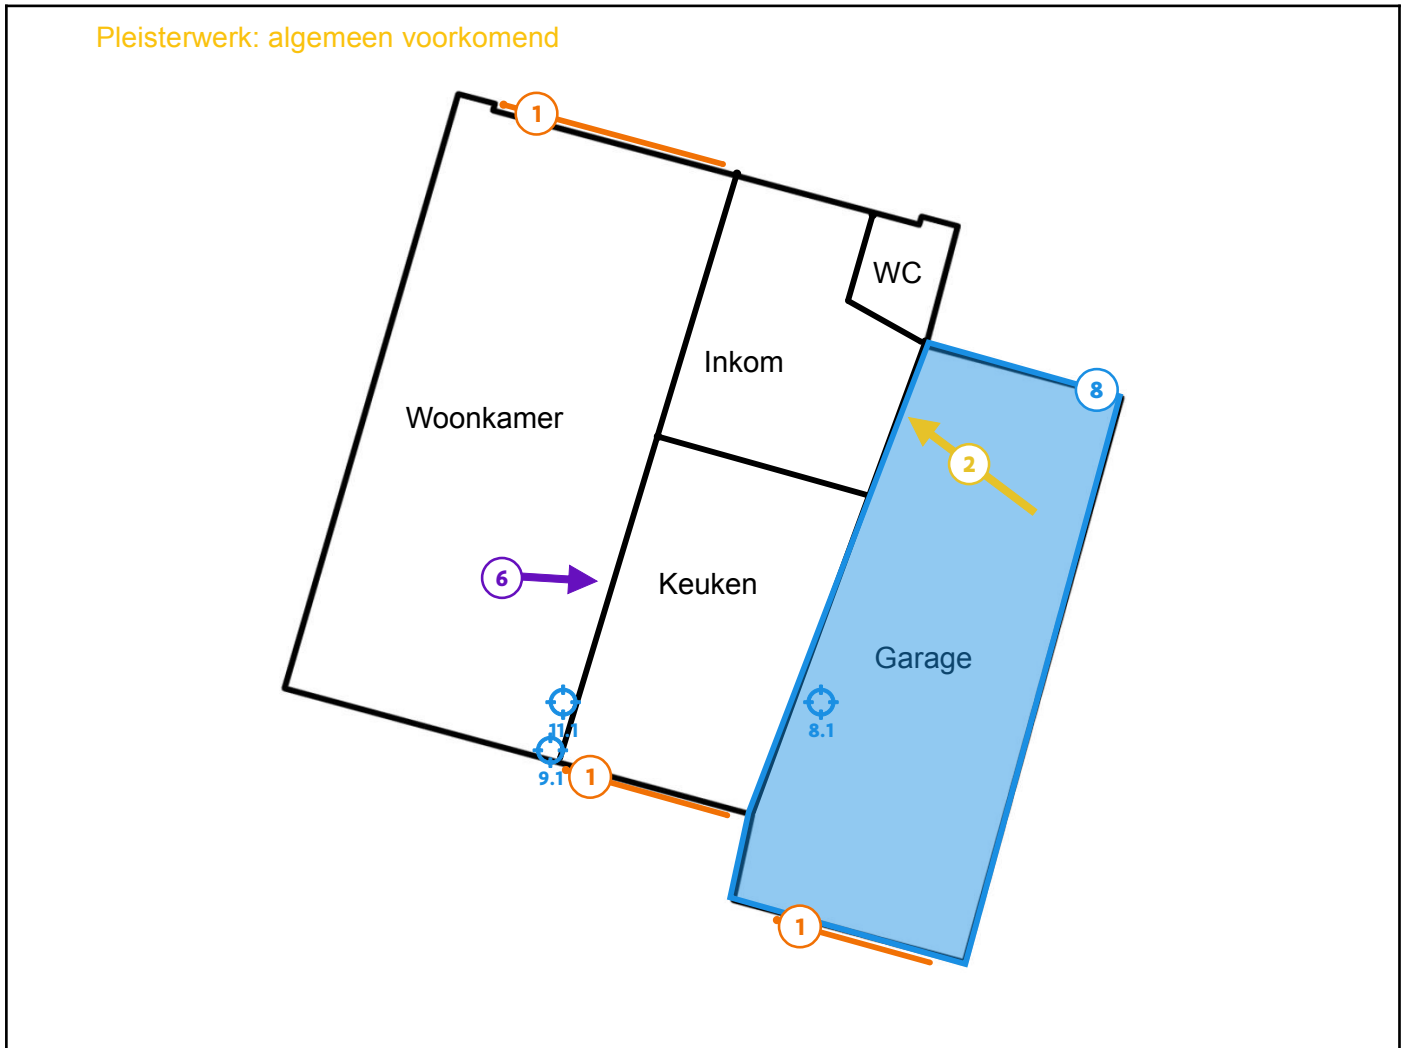 Pleisterwerk: algemeen voorkomend
1
WC
Inkom
8
Woonkamer
2
6
Keuken
Garage
11.1
8.1
9.1
1
1